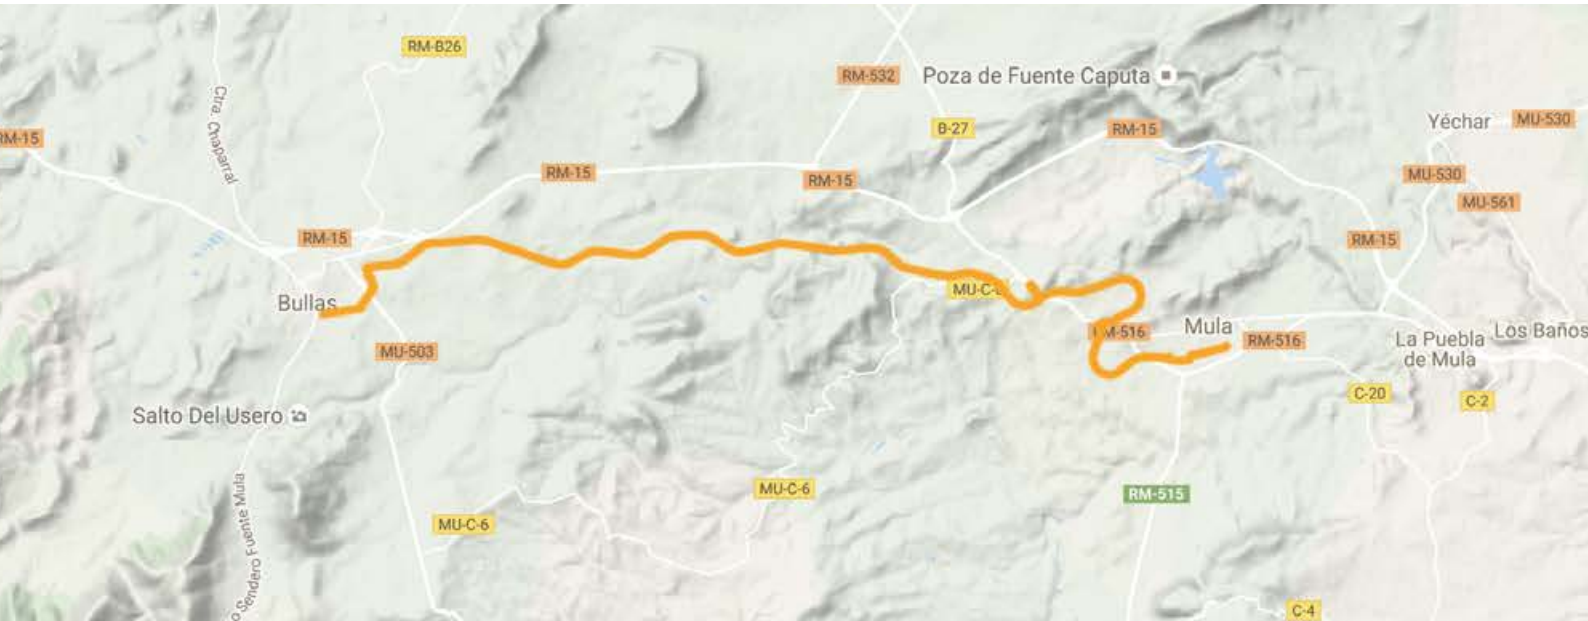 RM-B26
RM-532
Poza de Fuente Caputa
Ctra. Chaparral
RM-15
B-27
RM-15
Yéchar
MU-530
RM-15
RM-15
MU-530
MU-561
RM-15
RM-15
Bullas
MU-C-
MU-503
M-516
Mula
RM-516
La Puebla
de Mula
Los Baños
Salto Del Usero
C-20
C-2
Sendero Fuente Mula
MU-C-6
RM-515
MU-C-6
C-4